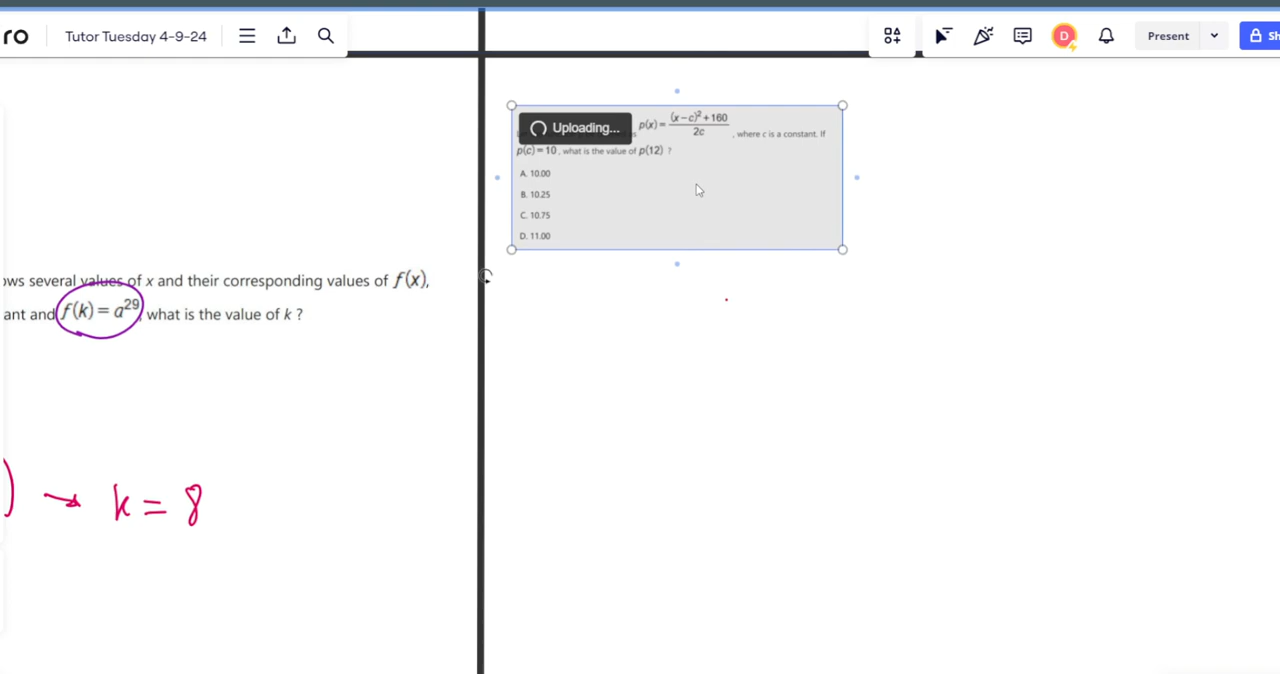 ro
Tutor Tuesday 4-9-24
D
Present
Sh
Uploading...
p(x) = (x-c)²+160 / 2c , where c is a constant. If
p(c) = 10 , what is the value of p(12) ?
A. 10.00
B. 10.25
C. 10.75
D. 11.00
ows several values of x and their corresponding values of f(x),
ant and f(k) = a²⁹, what is the value of k ?
) → k = 8